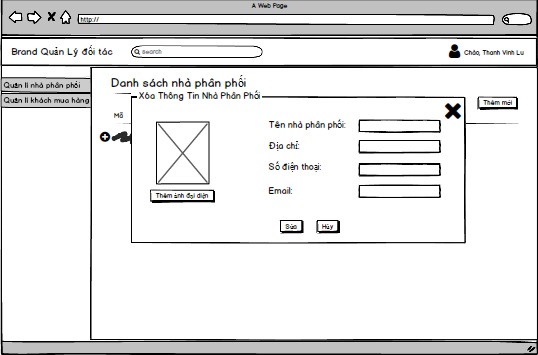 A Web Page
http://
Brand Quản Lý đối tác
search
Chào, Thanh Vinh Lu
Quản lí nhà phân phối
Quản lí khách mua hàng
Danh sách nhà phân phối
Thêm mới
Xóa Thông Tin Nhà Phân Phối
Mã
Tên nhà phân phối:
Địa chỉ:
Số điện thoại:
Email:
Thêm ảnh đại diện
Sửa
Hủy